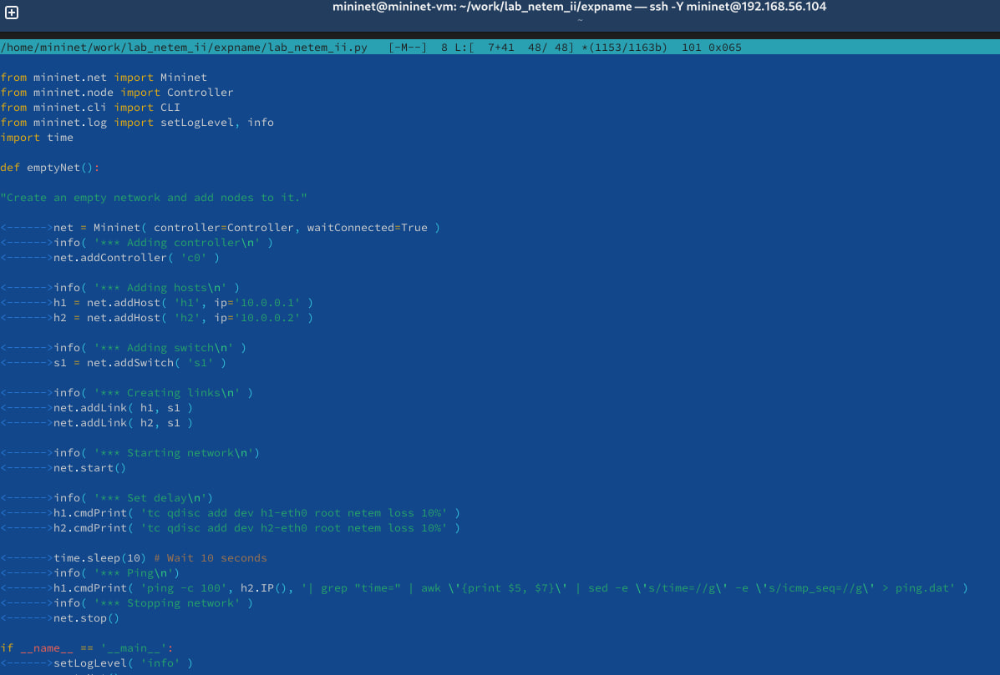 mininet@mininet-vm: ~/work/lab_netem_ii/expname — ssh -Y mininet@192.168.56.104
~
/home/mininet/work/lab_netem_ii/expname/lab_netem_ii.py   [-M--]  8 L:[  7+41  48/ 48] *(1153/1163b)  101 0x065
from mininet.net import Mininet
from mininet.node import Controller
from mininet.cli import CLI
from mininet.log import setLogLevel, info
import time
def emptyNet():
"Create an empty network and add nodes to it."
<------>net = Mininet( controller=Controller, waitConnected=True )
<------>info( '*** Adding controller\n' )
<------>net.addController( 'c0' )
<------>info( '*** Adding hosts\n' )
<------>h1 = net.addHost( 'h1', ip='10.0.0.1' )
<------>h2 = net.addHost( 'h2', ip='10.0.0.2' )
<------>info( '*** Adding switch\n' )
<------>s1 = net.addSwitch( 's1' )
<------>info( '*** Creating links\n' )
<------>net.addLink( h1, s1 )
<------>net.addLink( h2, s1 )
<------>info( '*** Starting network\n')
<------>net.start()
<------>info( '*** Set delay\n')
<------>h1.cmdPrint( 'tc qdisc add dev h1-eth0 root netem loss 10%' )
<------>h2.cmdPrint( 'tc qdisc add dev h2-eth0 root netem loss 10%' )
<------>time.sleep(10) # Wait 10 seconds
<------>info( '*** Ping\n')
<------>h1.cmdPrint( 'ping -c 100', h2.IP(), '| grep "time=" | awk \'{print $5, $7}\' | sed -e \'s/time=//g\' -e \'s/icmp_seq=//g\' > ping.dat' )
<------>info( '*** Stopping network' )
<------>net.stop()
if __name__ == '__main__':
<------>setLogLevel( 'info' )